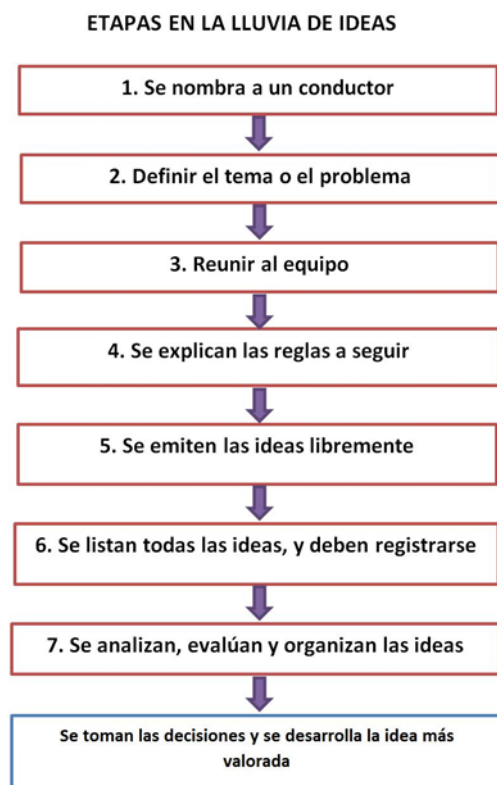 ETAPAS EN LA LLUVIA DE IDEAS
1. Se nombra a un conductor
2. Definir el tema o el problema
3. Reunir al equipo
4. Se explican las reglas a seguir
5. Se emiten las ideas libremente
6. Se listan todas las ideas, y deben registrarse
7. Se analizan, evalúan y organizan las ideas
Se toman las decisiones y se desarrolla la idea más
valorada